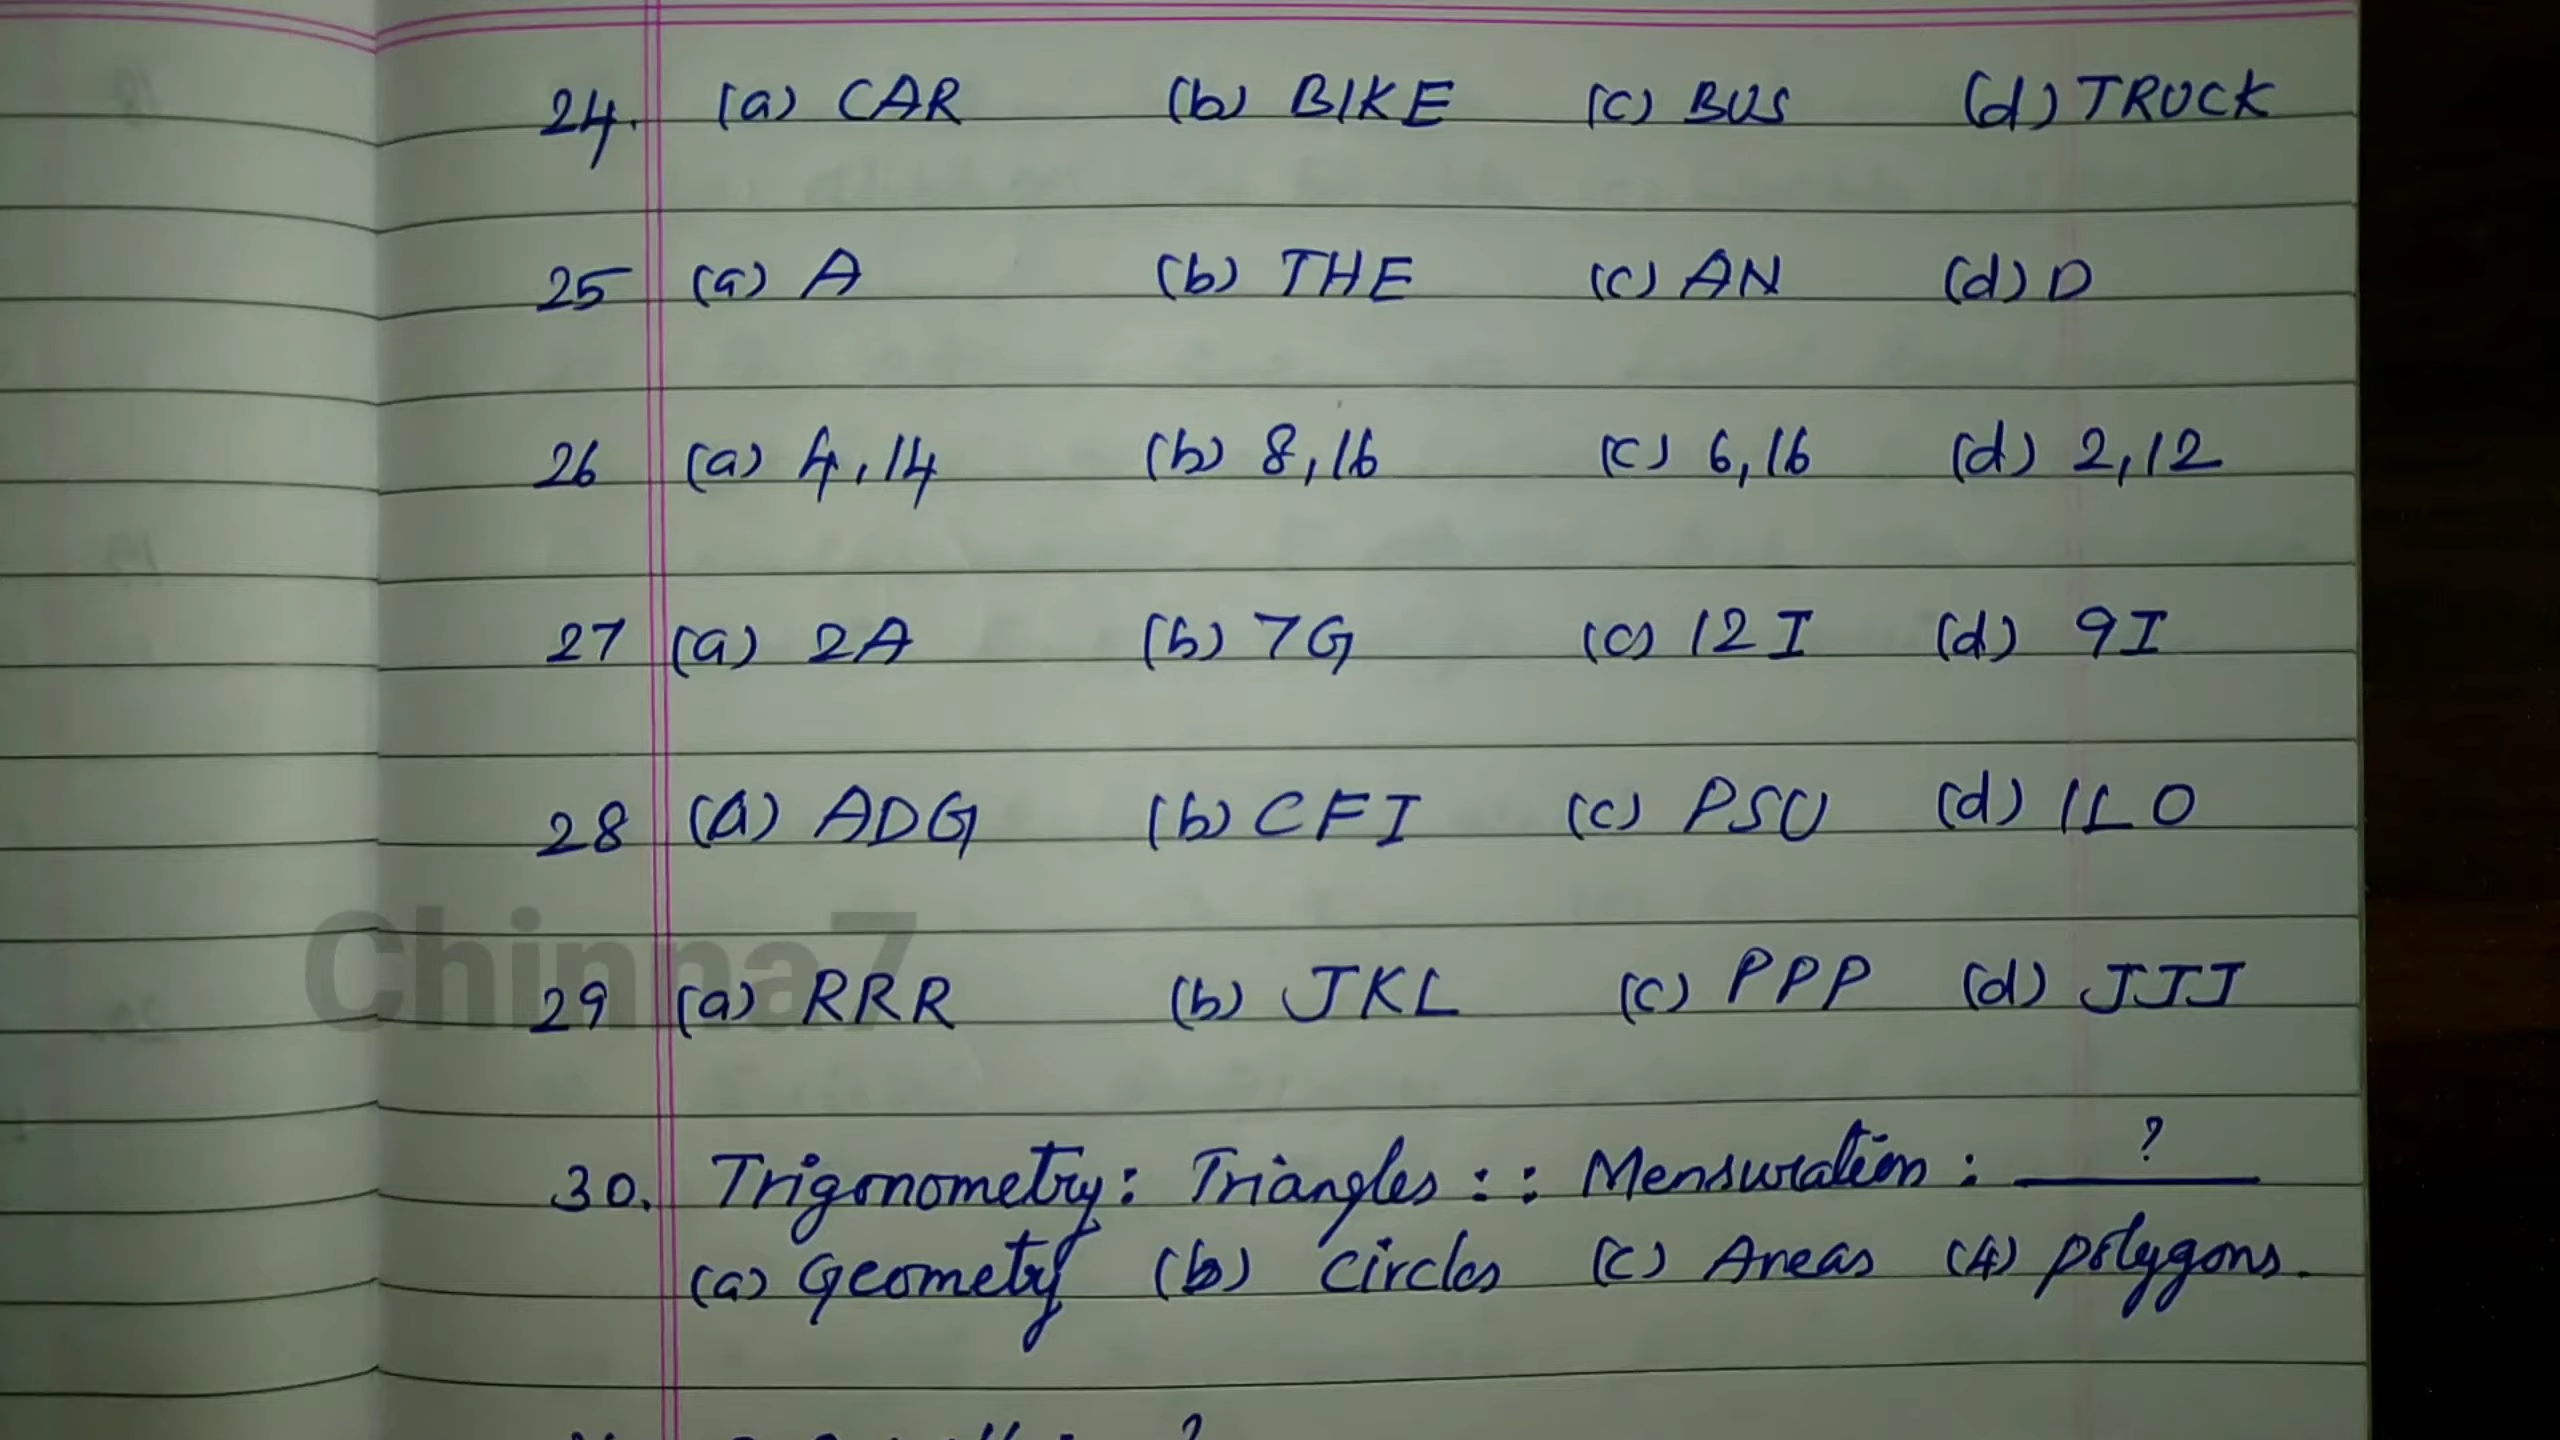 24. (a) CAR (b) BIKE (c) BUS (d) TRUCK
25 (a) A (b) THE (c) AN (d) D
26 (a) 4,14 (b) 8,16 (c) 6,16 (d) 2,12
27 (a) 2A (b) 7G (c) 12I (d) 9I
28 (a) ADG (b) CFI (c) PSU (d) ILO
Chinna7
29 (a) RRR (b) JKL (c) PPP (d) JJJ
30. Trigonometry : Triangles :: Mensuration : ?
(a) Geometry (b) circles (c) Areas (4) polygons.